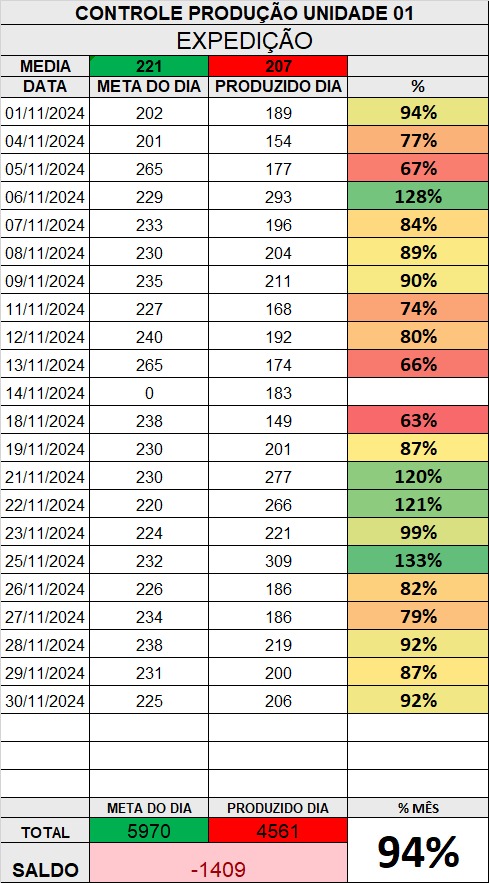 CONTROLE PRODUÇÃO UNIDADE 01
EXPEDIÇÃO
MEDIA 221 207
DATA META DO DIA PRODUZIDO DIA %
01/11/2024 202 189 94%
04/11/2024 201 154 77%
05/11/2024 265 177 67%
06/11/2024 229 293 128%
07/11/2024 233 196 84%
08/11/2024 230 204 89%
09/11/2024 235 211 90%
11/11/2024 227 168 74%
12/11/2024 240 192 80%
13/11/2024 265 174 66%
14/11/2024 0 183
18/11/2024 238 149 63%
19/11/2024 230 201 87%
21/11/2024 230 277 120%
22/11/2024 220 266 121%
23/11/2024 224 221 99%
25/11/2024 232 309 133%
26/11/2024 226 186 82%
27/11/2024 234 186 79%
28/11/2024 238 219 92%
29/11/2024 231 200 87%
30/11/2024 225 206 92%
META DO DIA PRODUZIDO DIA % MÊS
TOTAL 5970 4561 94%
SALDO -1409